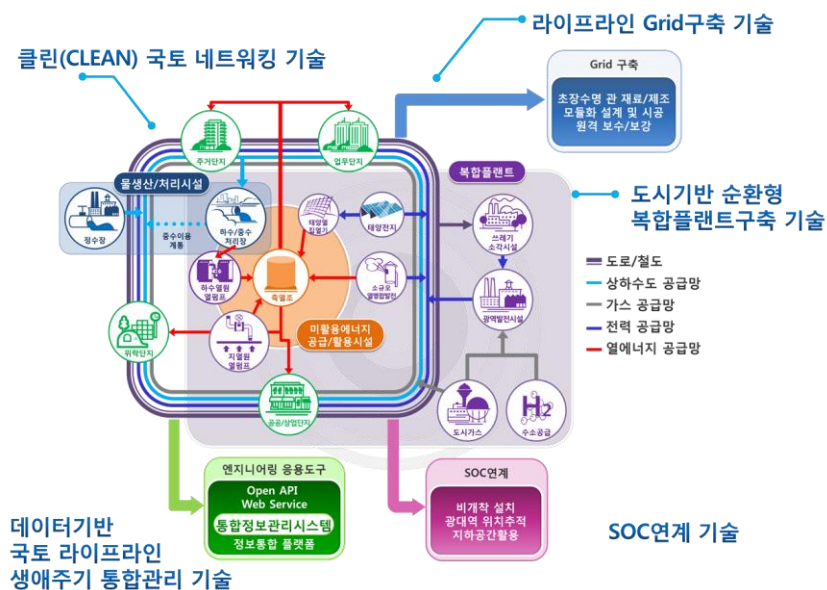 라이프라인 Grid구축 기술
클린(CLEAN) 국토 네트워킹 기술
Grid 구축
초장수명 관 재료/제조
모듈화 설계 및 시공
원격 보수/보강
주거단지
업무단지
물생산/처리시설
복합플랜트
도시기반 순환형
복합플랜트구축 기술
정수장
중수이용
계통
하수/중수
처리장
태양열
집열기
태양전지
쓰레기
소각시설
도로/철도
상하수도 공급망
가스 공급망
전력 공급망
열에너지 공급망
하수열원
열펌프
축열조
소규모
열병합발전
광역발전시설
위락단지
지열원
열펌프
미활용에너지
공급/활용시설
공공/상업단지
도시가스
H2
수소공급
엔지니어링 응용도구
Open API
Web Service
통합정보관리시스템
정보통합 플랫폼
SOC연계
비개착 설치
광대역 위치추적
지하공간활용
데이터기반
국토 라이프라인
생애주기 통합관리 기술
SOC연계 기술